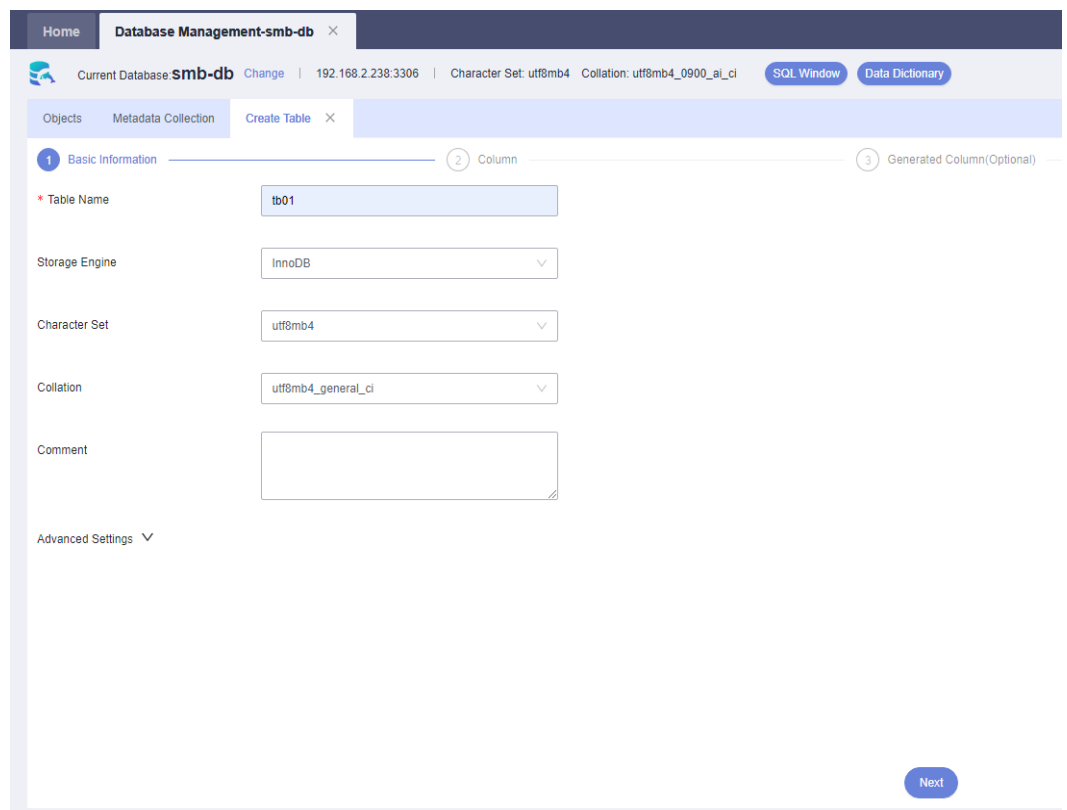 Home Database Management-smb-db ×
Current Database:smb-db Change | 192.168.2.238:3306 | Character Set: utf8mb4 Collation: utf8mb4_0900_ai_ci SQL Window Data Dictionary
Objects Metadata Collection Create Table ×
1 Basic Information 2 Column 3 Generated Column(Optional)
* Table Name tb01
Storage Engine InnoDB
Character Set utf8mb4
Collation utf8mb4_general_ci
Comment
Advanced Settings
Next